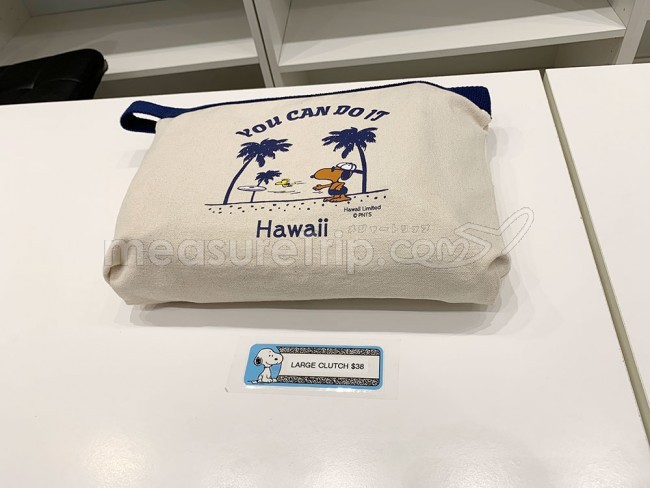 YOU CAN DO IT
Hawaii Limited
© PNTS
Hawaii
measuretrip.com
LARGE CLUTCH $38